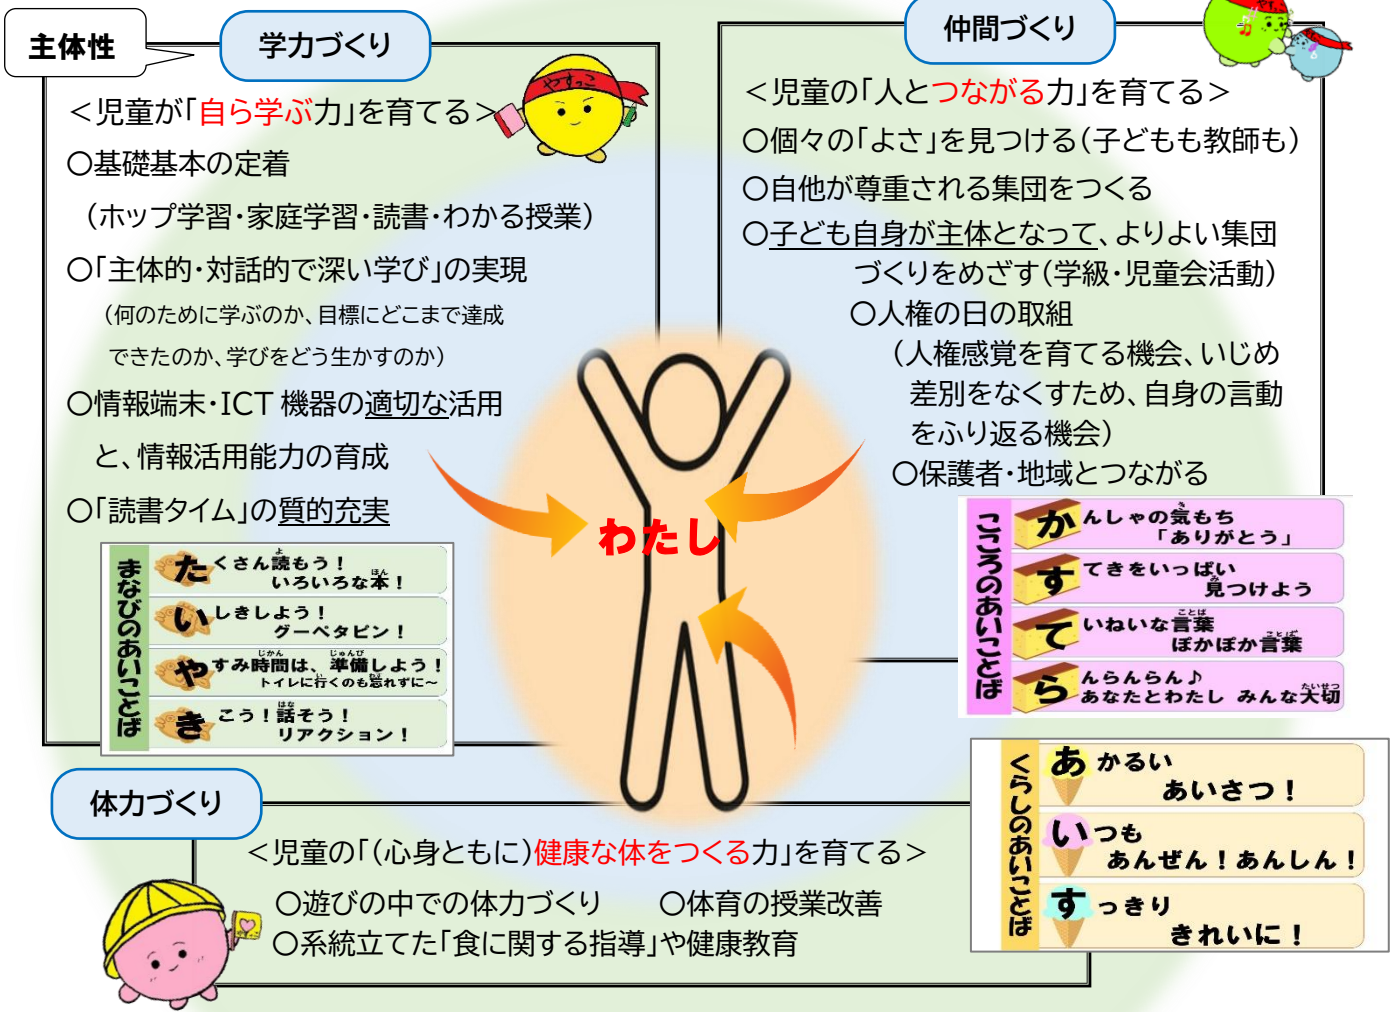 主体性
学力づくり
<児童が「自ら学ぶ力」を育てる>
〇基礎基本の定着
（ホップ学習・家庭学習・読書・わかる授業）
〇「主体的・対話的で深い学び」の実現
（何のために学ぶのか、目標にどこまで達成
できたのか、学びをどう生かすのか）
〇情報端末・ICT 機器の適切な活用
と、情報活用能力の育成
〇「読書タイム」の質的充実
やすっこ
まなびのあいことば
たくさん読もう！
いろいろな本！
いしきしよう！
グーペタピン！
やすみ時間は、準備しよう！
トイレに行くのも忘れずに～
きこう！話そう！
リアクション！
仲間づくり
<児童の「人とつながる力」を育てる>
〇個々の「よさ」を見つける（子どもも教師も）
〇自他が尊重される集団をつくる
〇子ども自身が主体となって、よりよい集団
づくりをめざす（学級・児童会活動）
〇人権の日の取組
（人権感覚を育てる機会、いじめ
差別をなくすため、自身の言動
をふり返る機会）
〇保護者・地域とつながる
こころのあいことば
かんしゃの気もち
「ありがとう」
すてきをいっぱい
見つけよう
ていねいな言葉
ぽかぽか言葉
らんらんらん♪
あなたとわたし みんな大切
わたし
体力づくり
<児童の「（心身ともに）健康な体をつくる力」を育てる>
〇遊びの中での体力づくり 〇体育の授業改善
〇系統立てた「食に関する指導」や健康教育
くらしのあいことば
あかるい
あいさつ！
いつも
あんぜん！あんしん！
すっきり
きれいに！